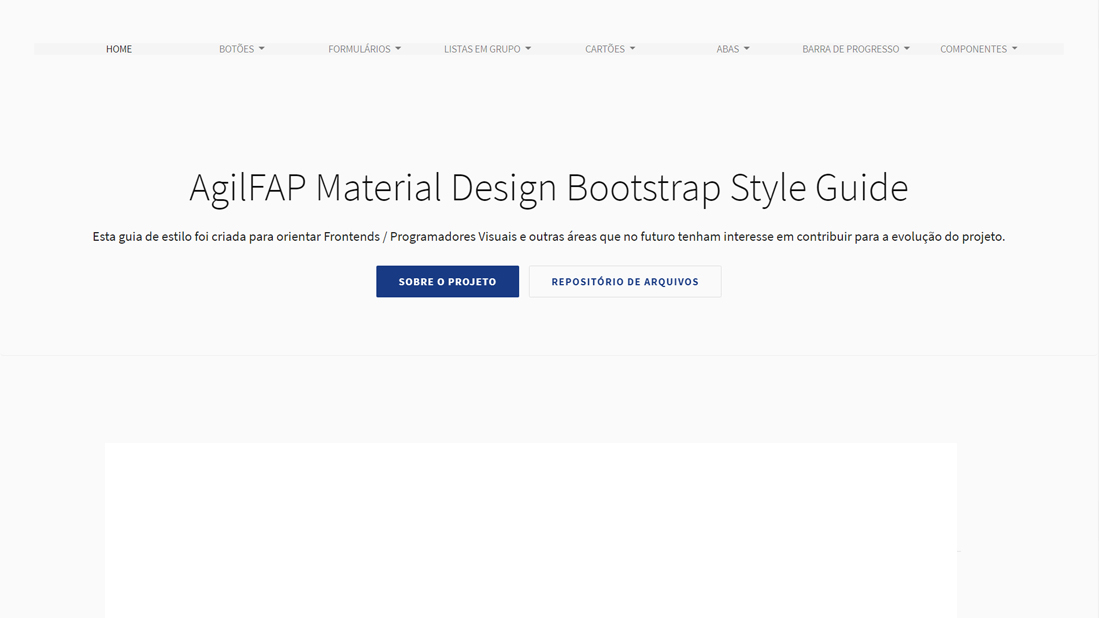 HOME BOTÕES FORMULÁRIOS LISTAS EM GRUPO CARTÕES ABAS BARRA DE PROGRESSO COMPONENTES
AgilFAP Material Design Bootstrap Style Guide
Esta guia de estilo foi criada para orientar Frontends / Programadores Visuais e outras áreas que no futuro tenham interesse em contribuir para a evolução do projeto.
SOBRE O PROJETO REPOSITÓRIO DE ARQUIVOS